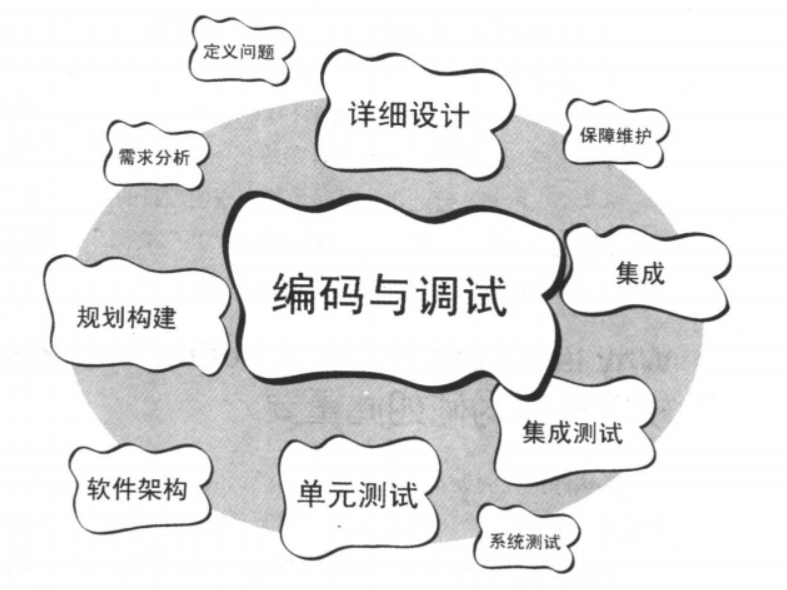 定义问题
详细设计
保障维护
需求分析
编码与调试
集成
规划构建
集成测试
软件架构
单元测试
系统测试